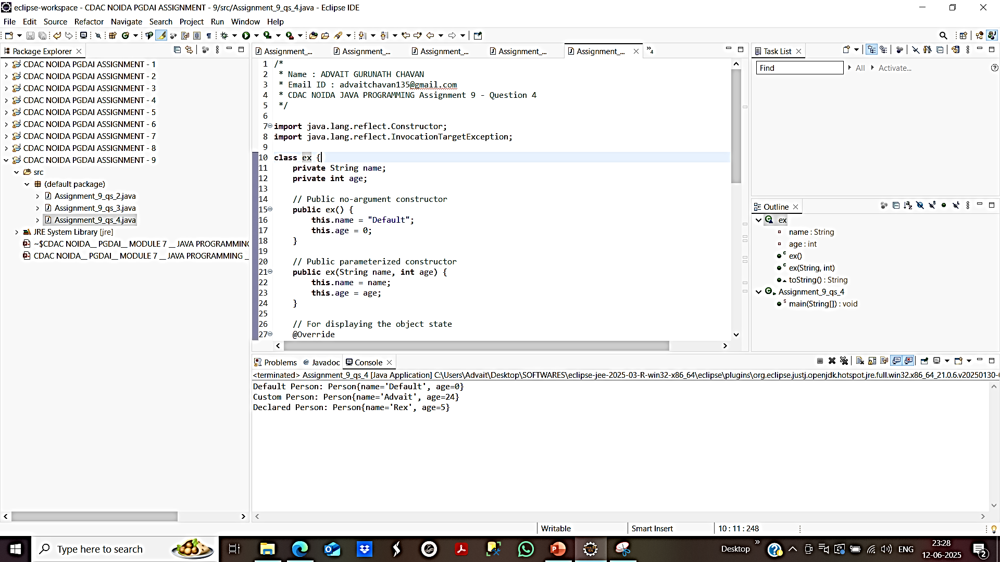 eclipse-workspace - CDAC NOIDA PGDAI ASSIGNMENT - 9/src/Assignment_9_qs_4.java - Eclipse IDE
File Edit Source Refactor Navigate Search Project Run Window Help
Package Explorer
CDAC NOIDA PGDAI ASSIGNMENT - 1
CDAC NOIDA PGDAI ASSIGNMENT - 2
CDAC NOIDA PGDAI ASSIGNMENT - 3
CDAC NOIDA PGDAI ASSIGNMENT - 4
CDAC NOIDA PGDAI ASSIGNMENT - 5
CDAC NOIDA PGDAI ASSIGNMENT - 6
CDAC NOIDA PGDAI ASSIGNMENT - 7
CDAC NOIDA PGDAI ASSIGNMENT - 8
CDAC NOIDA PGDAI ASSIGNMENT - 9
src
(default package)
Assignment_9_qs_2.java
Assignment_9_qs_3.java
Assignment_9_qs_4.java
JRE System Library [jre]
~$CDAC NOIDA__ PGDAI__ MODULE 7 __ JAVA PROGRAMMING
CDAC NOIDA__ PGDAI__ MODULE 7 __ JAVA PROGRAMMING _
Assignment_... Assignment_... Assignment_... Assignment_... Assignment_... »4
1 /*
2  * Name : ADVAIT GURUNATH CHAVAN
3  * Email ID : advaitchavan135@gmail.com
4  * CDAC NOIDA JAVA PROGRAMMING Assignment 9 - Question 4
5  */
6
7 import java.lang.reflect.Constructor;
8 import java.lang.reflect.InvocationTargetException;
9
10 class ex {
11     private String name;
12     private int age;
13
14     // Public no-argument constructor
15     public ex() {
16         this.name = "Default";
17         this.age = 0;
18     }
19
20     // Public parameterized constructor
21     public ex(String name, int age) {
22         this.name = name;
23         this.age = age;
24     }
25
26     // For displaying the object state
27     @Override
Task List
Find All Activate...
Outline
ex
name : String
age : int
ex()
ex(String, int)
toString() : String
Assignment_9_qs_4
main(String[]) : void
Problems @ Javadoc Console
<terminated> Assignment_9_qs_4 [Java Application] C:\Users\Advait\Desktop\SOFTWARES\eclipse-jee-2025-03-R-win32-x86_64\eclipse\plugins\org.eclipse.justj.openjdk.hotspot.jre.full.win32.x86_64_21.0.6.v20250130-0
Default Person: Person{name='Default', age=0}
Custom Person: Person{name='Advait', age=24}
Declared Person: Person{name='Rex', age=5}
Writable Smart Insert 10 : 11 : 248
Type here to search
Desktop » ENG
23:28
12-06-2025
2